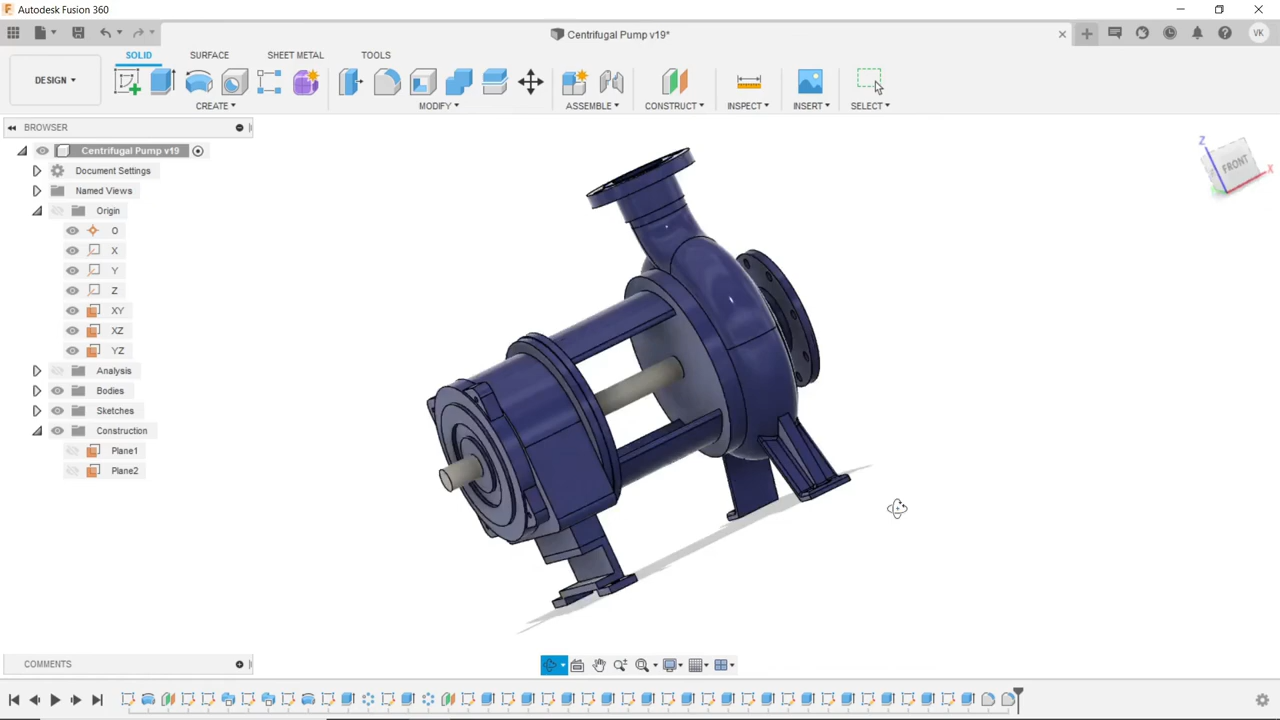 Autodesk Fusion 360
Centrifugal Pump v19*
VK
DESIGN
SOLID SURFACE SHEET METAL TOOLS
CREATE MODIFY ASSEMBLE CONSTRUCT INSPECT INSERT SELECT
BROWSER
Centrifugal Pump v19
Document Settings
Named Views
Origin
O
X
Y
Z
XY
XZ
YZ
Analysis
Bodies
Sketches
Construction
Plane1
Plane2
Z
FRONT
X
COMMENTS